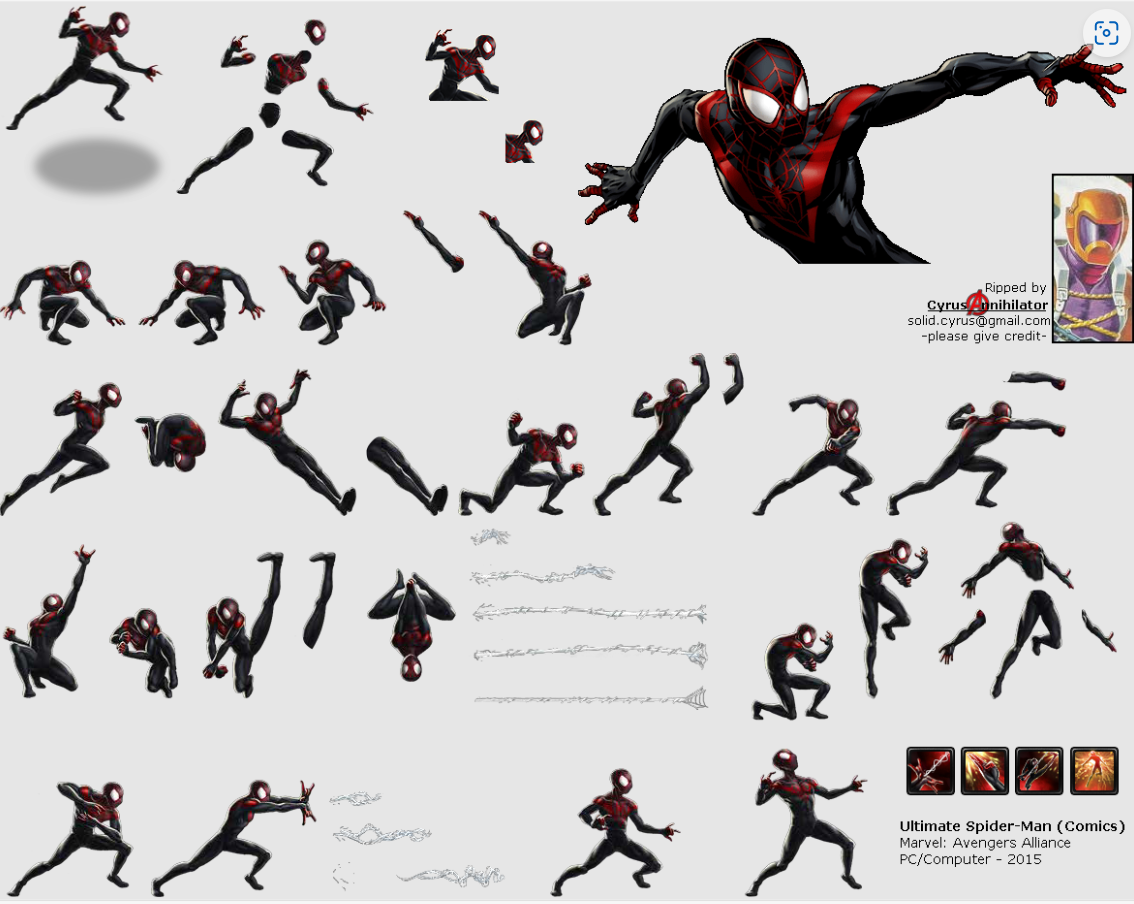 Ripped by
Cyrus Annihilator
solid.cyrus@gmail.com
-please give credit-
Ultimate Spider-Man (Comics)
Marvel: Avengers Alliance
PC/Computer - 2015